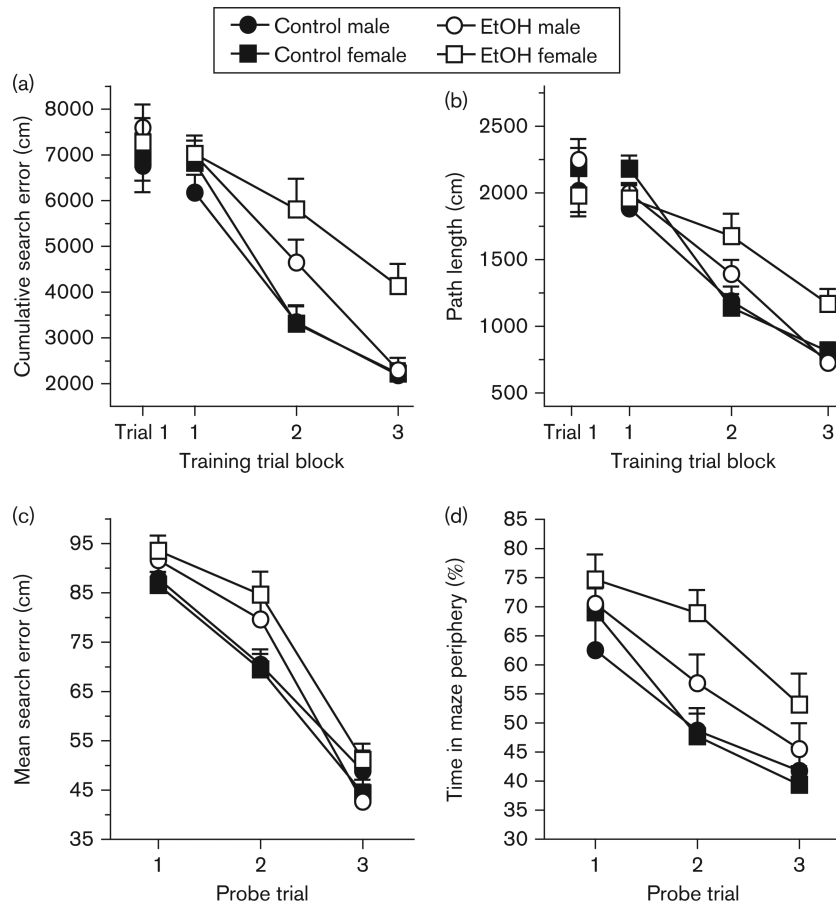 Control male EtOH male
Control female EtOH female
(a)
Cumulative search error (cm)
8000
7000
6000
5000
4000
3000
2000
Trial 1 1 2 3
Training trial block
(b)
Path length (cm)
2500
2000
1500
1000
500
Trial 1 1 2 3
Training trial block
(c)
Mean search error (cm)
95
85
75
65
55
45
35
1 2 3
Probe trial
(d)
Time in maze periphery (%)
85
80
75
70
65
60
55
50
45
40
35
30
1 2 3
Probe trial